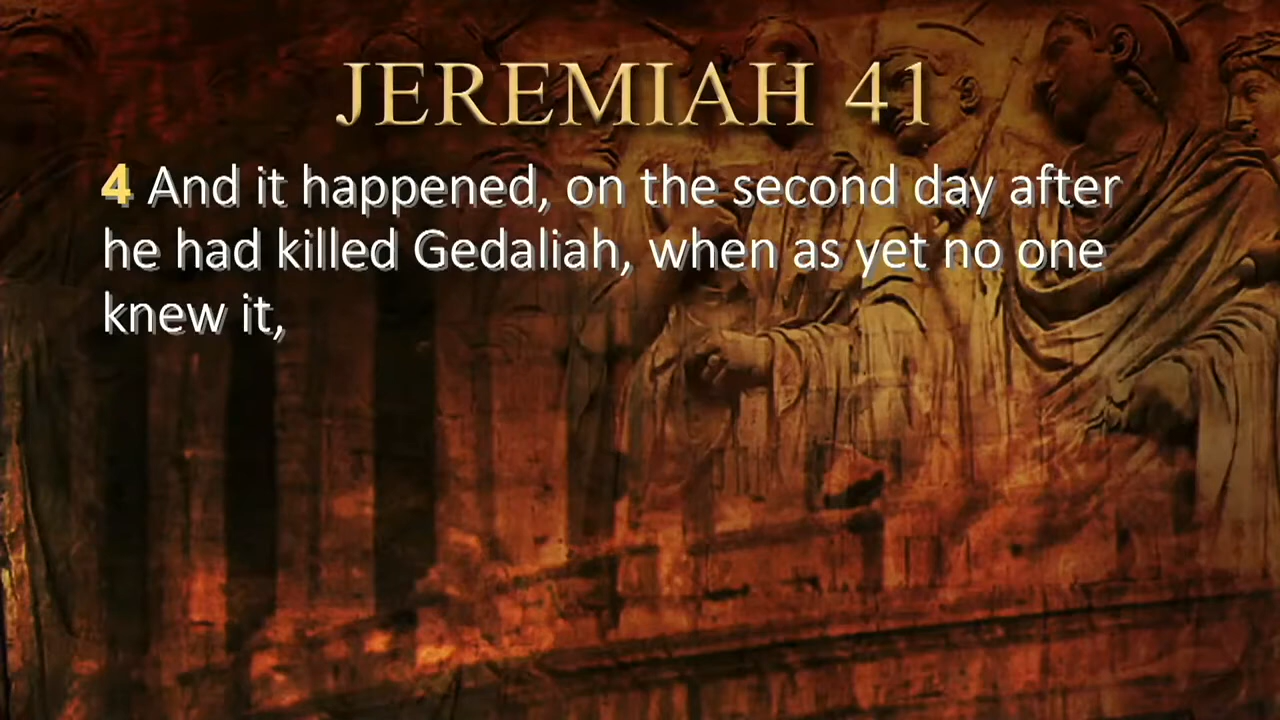 JEREMIAH 41
4 And it happened, on the second day after
he had killed Gedaliah, when as yet no one
knew it,